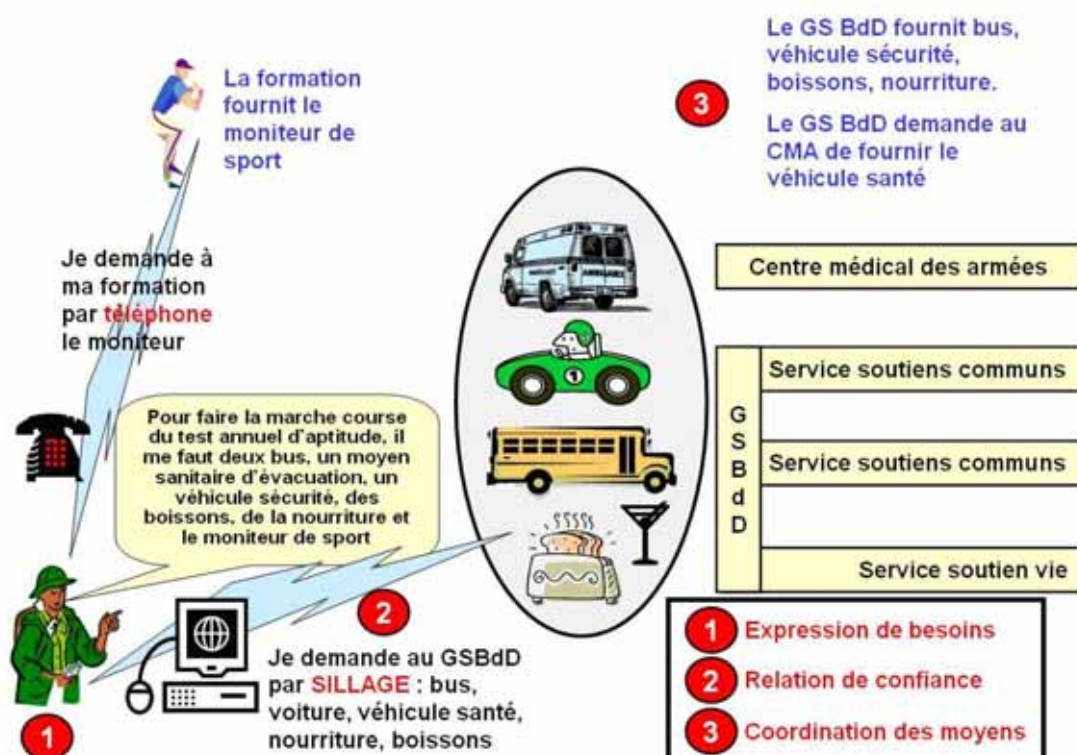 La formation
fournit le
moniteur de
sport
3
Le GS BdD fournit bus,
véhicule sécurité,
boissons, nourriture.
Le GS BdD demande au
CMA de fournir le
véhicule santé
Je demande à
ma formation
par téléphone
le moniteur
AMBULANCE
Centre médical des armées
1
GSBdD
Service soutiens communs
Service soutiens communs
Service soutien vie
Pour faire la marche course
du test annuel d'aptitude, il
me faut deux bus, un moyen
sanitaire d'évacuation, un
véhicule sécurité, des
boissons, de la nourriture et
le moniteur de sport
1
2
Je demande au GSBdD
par SILLAGE : bus,
voiture, véhicule santé,
nourriture, boissons
1 Expression de besoins
2 Relation de confiance
3 Coordination des moyens